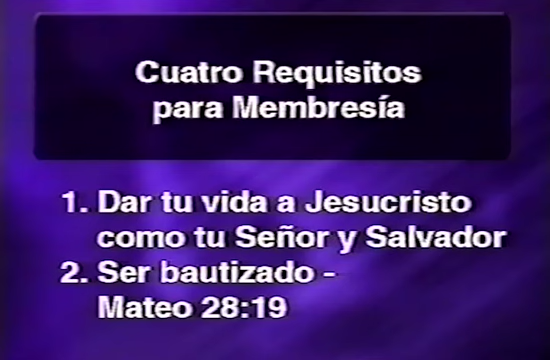 Cuatro Requisitos
para Membresía
1. Dar tu vida a Jesucristo
como tu Señor y Salvador
2. Ser bautizado -
Mateo 28:19